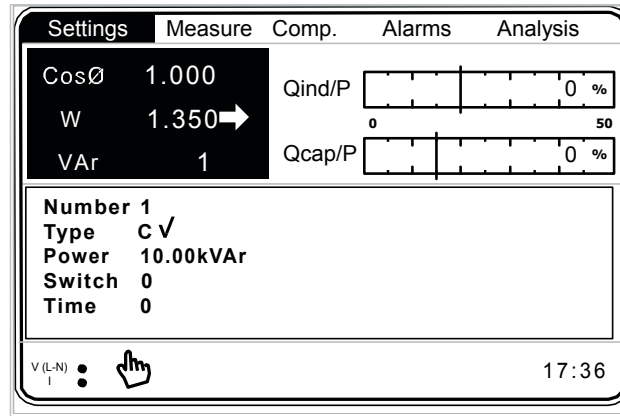 Settings Measure Comp. Alarms Analysis
CosØ 1.000
W 1.350
VAr 1
Qind/P 0 %
0 50
Qcap/P 0 %
Number 1
Type C √
Power 10.00kVAr
Switch 0
Time 0
V (L-N)
I
17:36